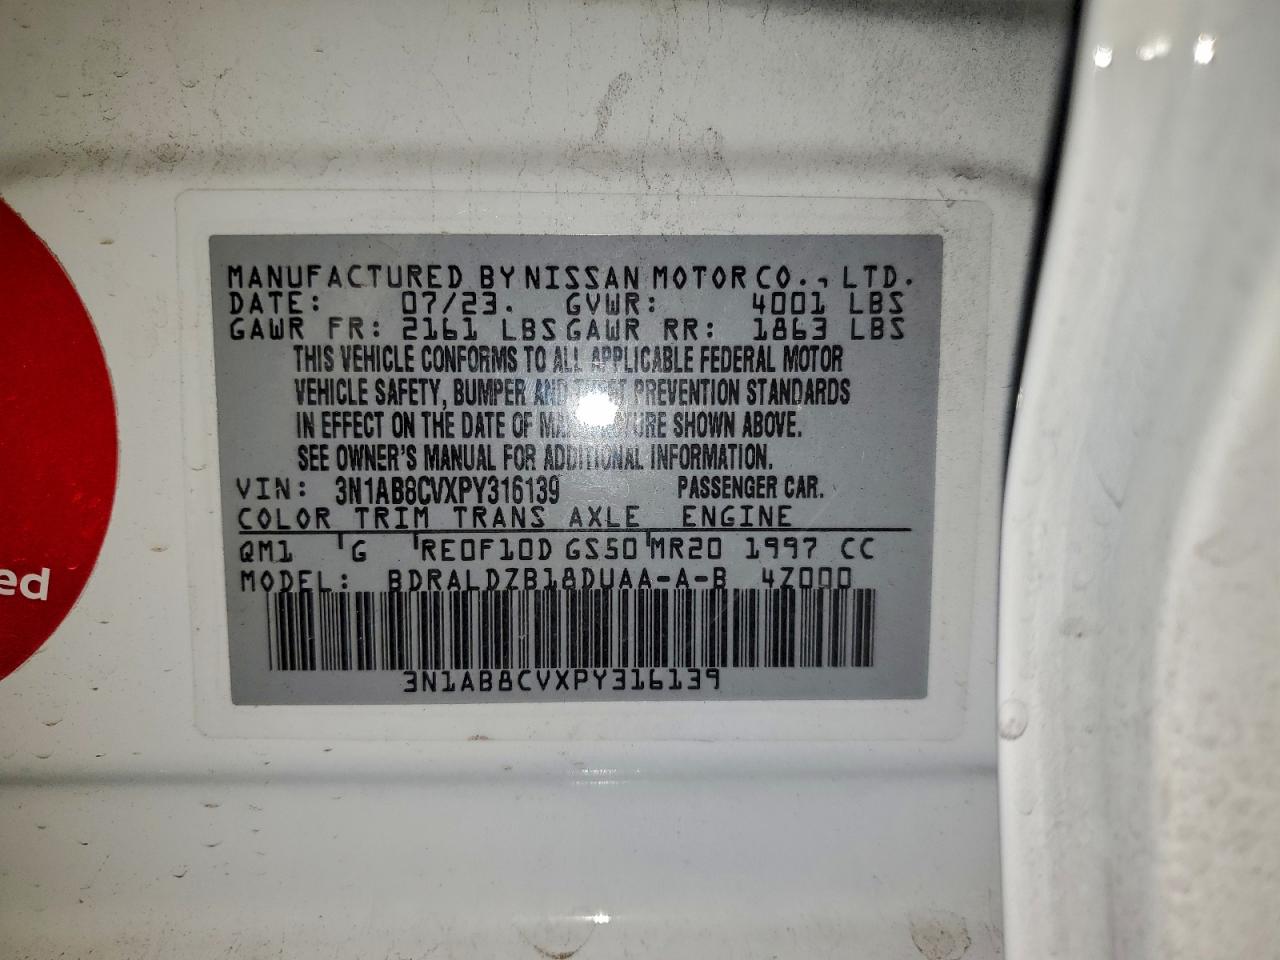 MANUFACTURED BY NISSAN MOTOR CO., LTD.
DATE: 07/23. GVWR: 4001 LBS
GAWR FR: 2161 LBS GAWR RR: 1863 LBS
THIS VEHICLE CONFORMS TO ALL APPLICABLE FEDERAL MOTOR
VEHICLE SAFETY, BUMPER AND THEFT PREVENTION STANDARDS
IN EFFECT ON THE DATE OF MANUFACTURE SHOWN ABOVE.
SEE OWNER'S MANUAL FOR ADDITIONAL INFORMATION.
VIN: 3N1AB8CVXPY316139 PASSENGER CAR.
COLOR TRIM TRANS AXLE ENGINE
QM1 G RE0F10D GS50 MR20 1997 CC
MODEL: BDRALDZB18DUAA-A-B 4Z000
3N1AB8CVXPY316139
ed